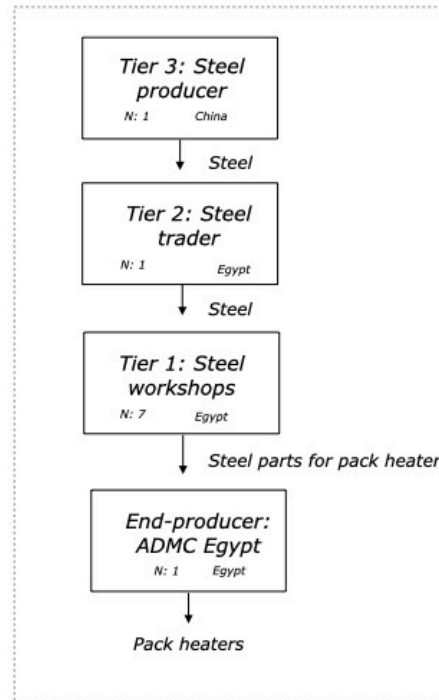 Tier 3: Steel
producer
N: 1 China
Steel
Tier 2: Steel
trader
N: 1 Egypt
Steel
Tier 1: Steel
workshops
N: 7 Egypt
Steel parts for pack heater
End-producer:
ADMC Egypt
N: 1 Egypt
Pack heaters